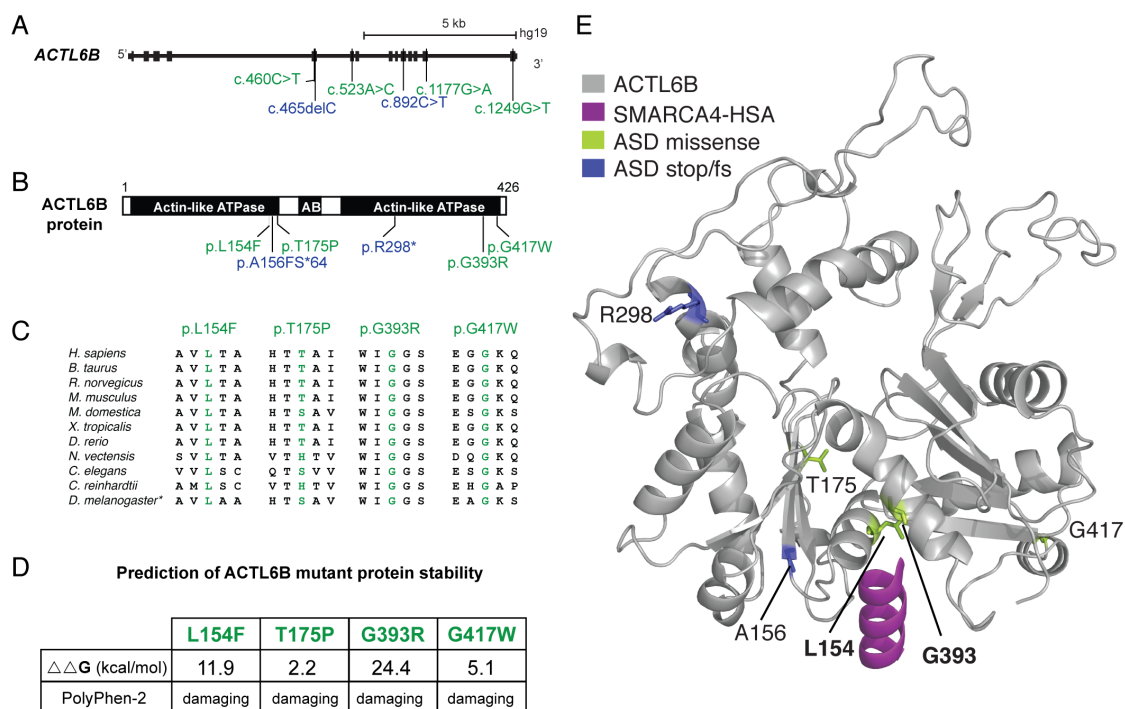 A
5 kb
hg19
ACTL6B
5'
3'
c.460C>T
c.523A>C
c.1177G>A
c.465delC
c.892C>T
c.1249G>T
B
1
426
ACTL6B
protein
Actin-like ATPase
AB
Actin-like ATPase
p.L154F
p.T175P
p.R298*
p.G417W
p.A156FS*64
p.G393R
C
p.L154F p.T175P p.G393R p.G417W
H. sapiens A V L T A H T T A I W I G G S E G G K Q
B. taurus A V L T A H T T A I W I G G S E G G K Q
R. norvegicus A V L T A H T T A I W I G G S E G G K Q
M. musculus A V L T A H T T A I W I G G S E G G K Q
M. domestica A V L T A H T S A V W I G G S E S G K S
X. tropicalis A V L T A H T T A I W I G G S E G G K Q
D. rerio A V L T A H T T A I W I G G S E G G K Q
N. vectensis S V L T A V T H T V W I G G S D Q G K Q
C. elegans V V L S C Q T S V V W I G G S E S G K S
C. reinhardtii A M L S C V T H T V W I G G S E H G A P
D. melanogaster* A V L A A H T S A V W I G G S E A G K S
D
Prediction of ACTL6B mutant protein stability
L154F T175P G393R G417W
△△G (kcal/mol) 11.9 2.2 24.4 5.1
PolyPhen-2 damaging damaging damaging damaging
E
ACTL6B
SMARCA4-HSA
ASD missense
ASD stop/fs
R298
T175
G417
A156
L154
G393